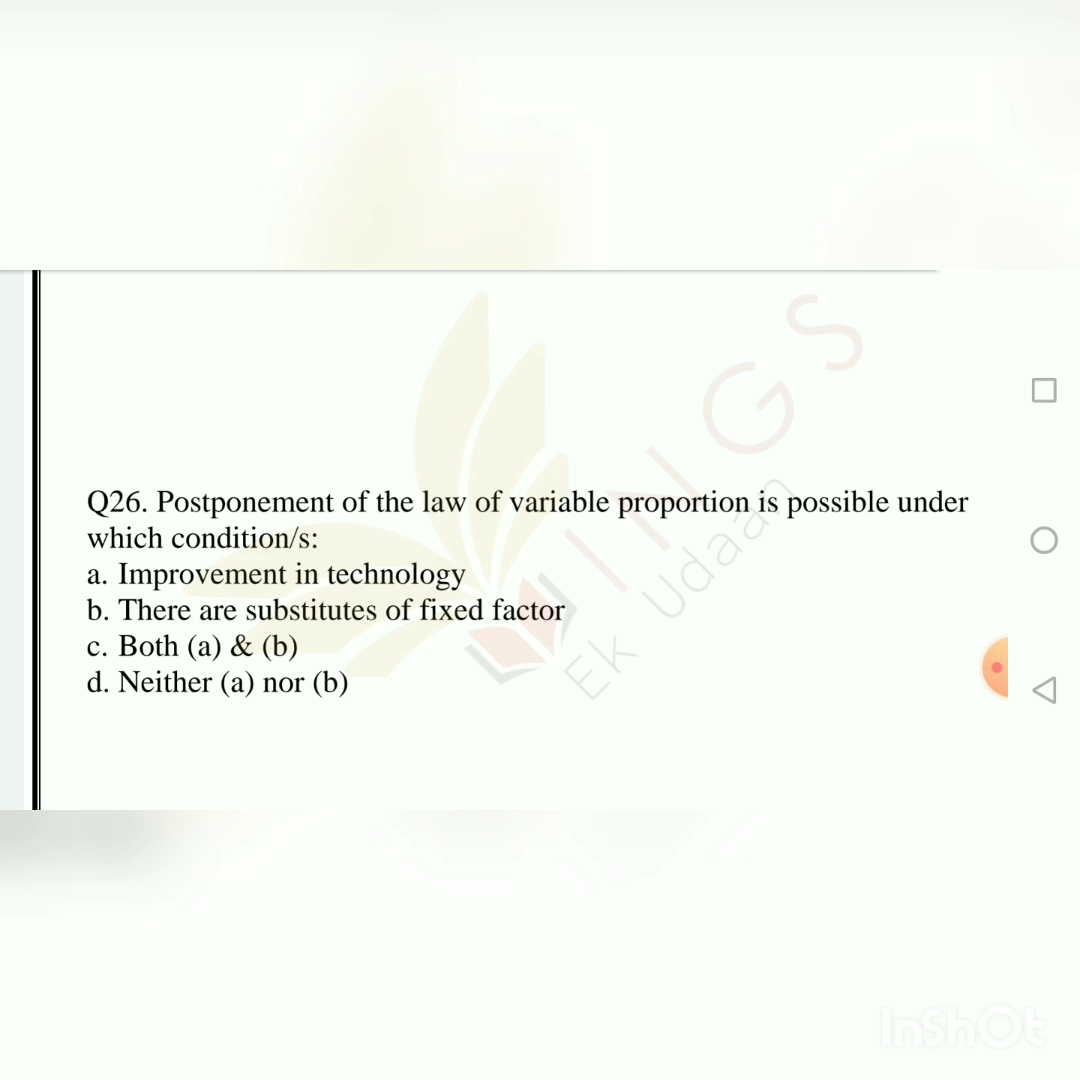 INGS
Ek Udaan
Q26. Postponement of the law of variable proportion is possible under
which condition/s:
a. Improvement in technology
b. There are substitutes of fixed factor
c. Both (a) & (b)
d. Neither (a) nor (b)
InShOt